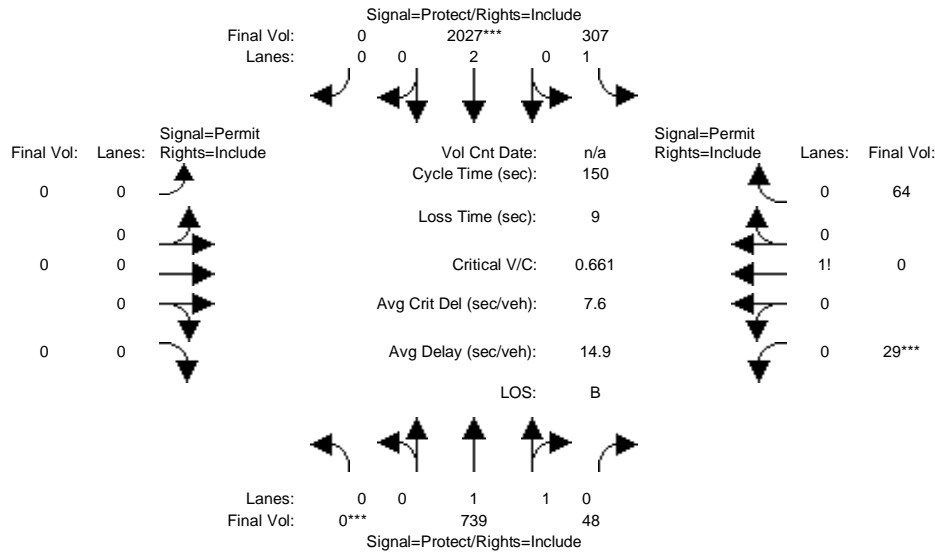 Signal=Protect/Rights=Include
Final Vol: 0 2027*** 307
Lanes: 0 0 2 0 1
Signal=Permit
Final Vol: Lanes: Rights=Include
Vol Cnt Date: n/a
Signal=Permit
Rights=Include Lanes: Final Vol:
Cycle Time (sec): 150
0 0
0 64
Loss Time (sec): 9
0
0
0 0
Critical V/C: 0.661
1! 0
0
Avg Crit Del (sec/veh): 7.6
0
0 0
Avg Delay (sec/veh): 14.9
0 29***
LOS: B
Lanes: 0 0 1 1 0
Final Vol: 0*** 739 48
Signal=Protect/Rights=Include